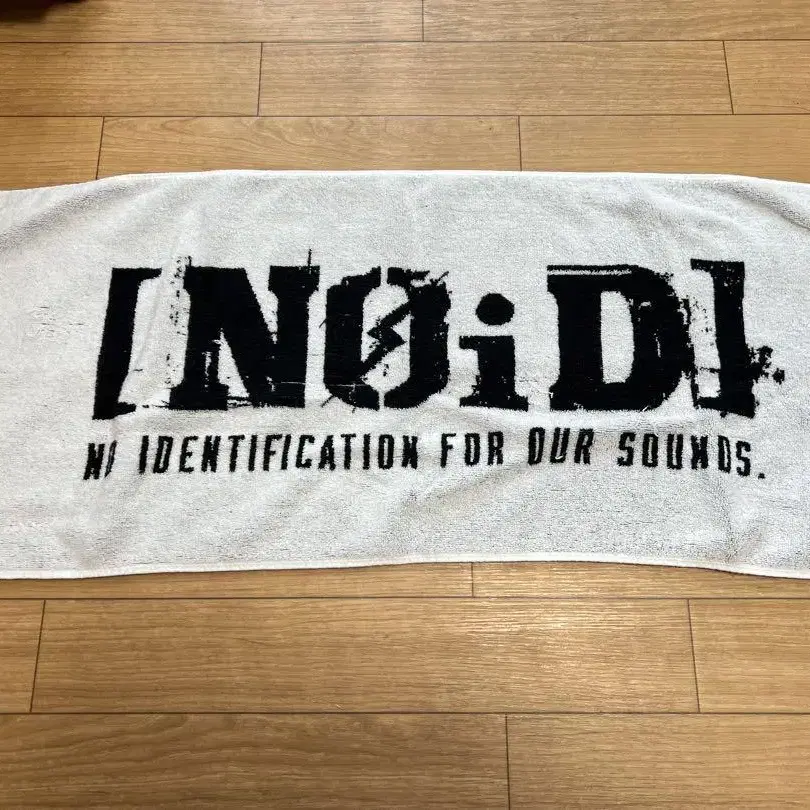 [NØiD]
NO IDENTIFICATION FOR OUR SOUNDS.